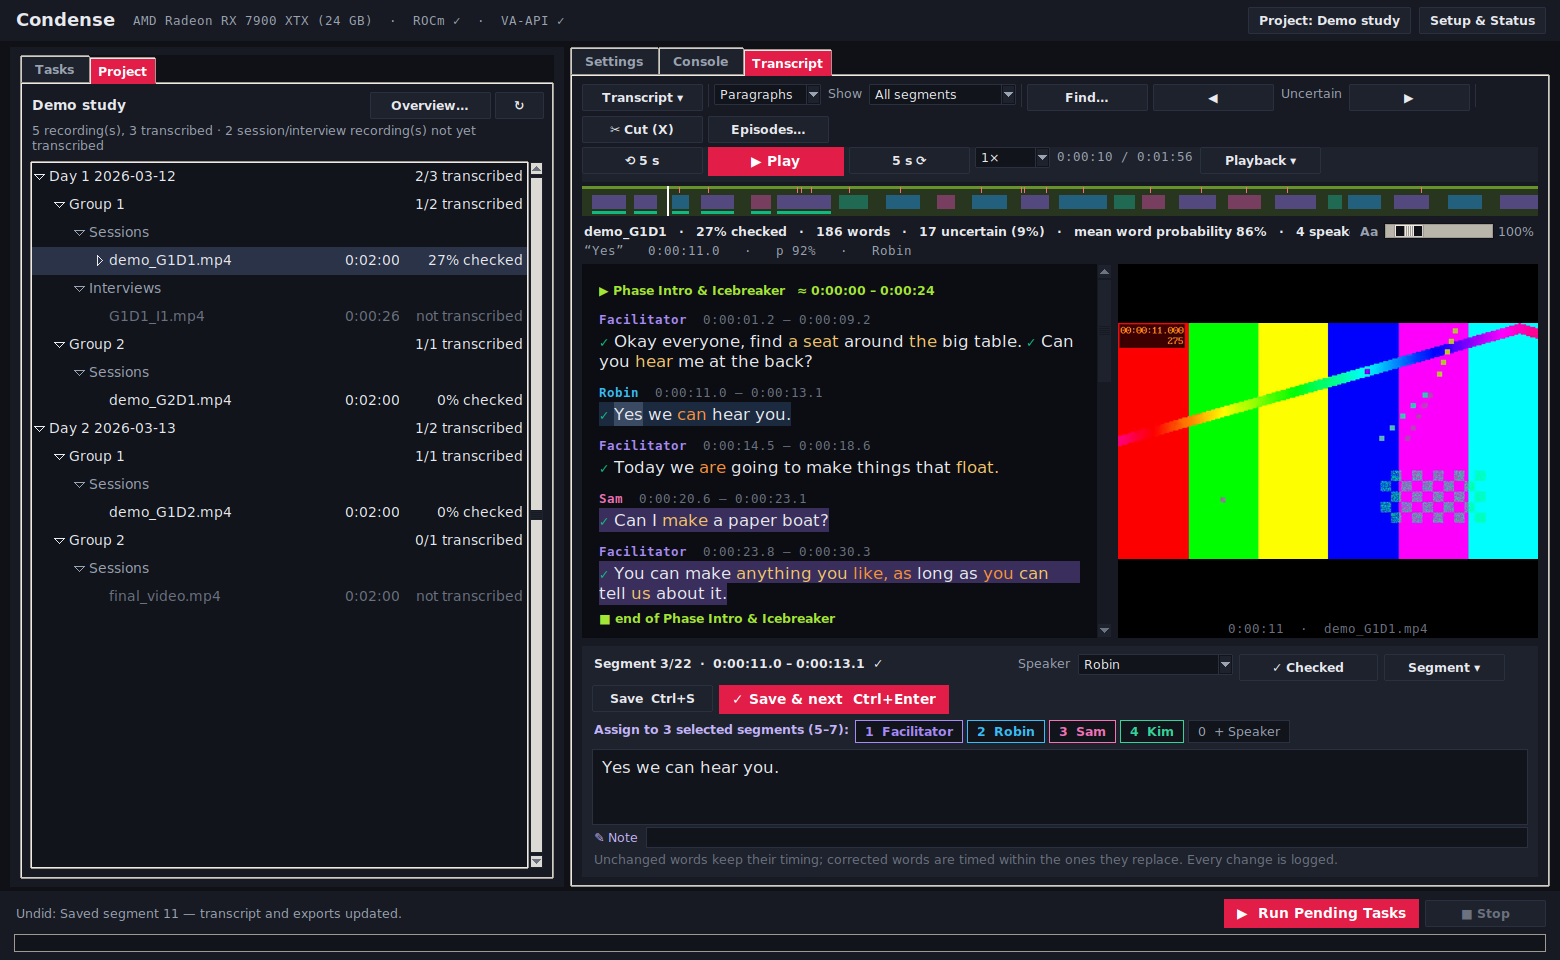 Condense AMD Radeon RX 7900 XTX (24 GB) · ROCm ✓ · VA-API ✓ Project: Demo study Setup & Status
Tasks Project
Demo study Overview… ↻
5 recording(s), 3 transcribed · 2 session/interview recording(s) not yet
transcribed
Day 1 2026-03-12 2/3 transcribed
Group 1 1/2 transcribed
Sessions
demo_G1D1.mp4 0:02:00 27% checked
Interviews
G1D1_I1.mp4 0:00:26 not transcribed
Group 2 1/1 transcribed
Sessions
demo_G2D1.mp4 0:02:00 0% checked
Day 2 2026-03-13 1/2 transcribed
Group 1 1/1 transcribed
Sessions
demo_G1D2.mp4 0:02:00 0% checked
Group 2 0/1 transcribed
Sessions
final_video.mp4 0:02:00 not transcribed
Settings Console Transcript
Transcript ▾ Paragraphs Show All segments Find… ◀ Uncertain ▶
✂ Cut (X) Episodes…
⟲ 5 s ▶ Play 5 s ⟳ 1× 0:00:10 / 0:01:56 Playback ▾
demo_G1D1 · 27% checked · 186 words · 17 uncertain (9%) · mean word probability 86% · 4 speak Aa 100%
“Yes” 0:00:11.0 · p 92% · Robin
▶ Phase Intro & Icebreaker ≈ 0:00:00 – 0:00:24
Facilitator 0:00:01.2 – 0:00:09.2
✓ Okay everyone, find a seat around the big table. ✓ Can
you hear me at the back?
Robin 0:00:11.0 – 0:00:13.1
✓ Yes we can hear you.
Facilitator 0:00:14.5 – 0:00:18.6
✓ Today we are going to make things that float.
Sam 0:00:20.6 – 0:00:23.1
✓ Can I make a paper boat?
Facilitator 0:00:23.8 – 0:00:30.3
✓ You can make anything you like, as long as you can
tell us about it.
■ end of Phase Intro & Icebreaker
00:00:11.000
275
0:00:11 · demo_G1D1.mp4
Segment 3/22 · 0:00:11.0 – 0:00:13.1 ✓ Speaker Robin ✓ Checked Segment ▾
Save Ctrl+S ✓ Save & next Ctrl+Enter
Assign to 3 selected segments (5–7): 1 Facilitator 2 Robin 3 Sam 4 Kim 0 + Speaker
Yes we can hear you.
✎ Note
Unchanged words keep their timing; corrected words are timed within the ones they replace. Every change is logged.
Undid: Saved segment 11 — transcript and exports updated. ▶ Run Pending Tasks ■ Stop